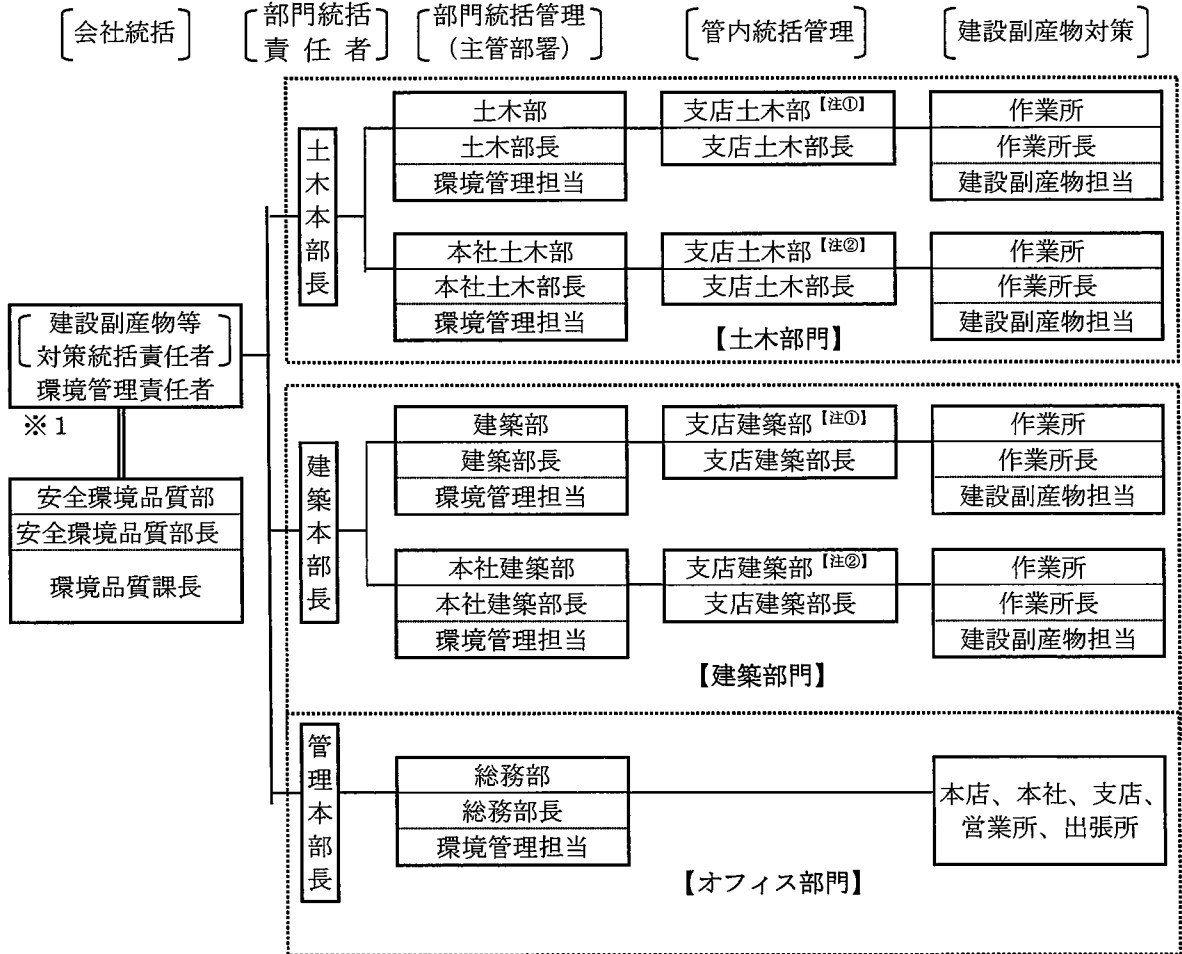 〔会社統括〕
〔部門統括
責任者〕
〔部門統括管理
(主管部署)〕
〔管内統括管理〕
〔建設副産物対策〕
土木本部長
土木部
土木部長
環境管理担当
支店土木部【注①】
支店土木部長
作業所
作業所長
建設副産物担当
本社土木部
本社土木部長
環境管理担当
支店土木部【注②】
支店土木部長
作業所
作業所長
建設副産物担当
【土木部門】
〔建設副産物等
対策統括責任者〕
環境管理責任者
※1
安全環境品質部
安全環境品質部長
環境品質課長
建築本部長
建築部
建築部長
環境管理担当
支店建築部【注①】
支店建築部長
作業所
作業所長
建設副産物担当
本社建築部
本社建築部長
環境管理担当
支店建築部【注②】
支店建築部長
作業所
作業所長
建設副産物担当
【建築部門】
管理本部長
総務部
総務部長
環境管理担当
本店、本社、支店、
営業所、出張所
【オフィス部門】